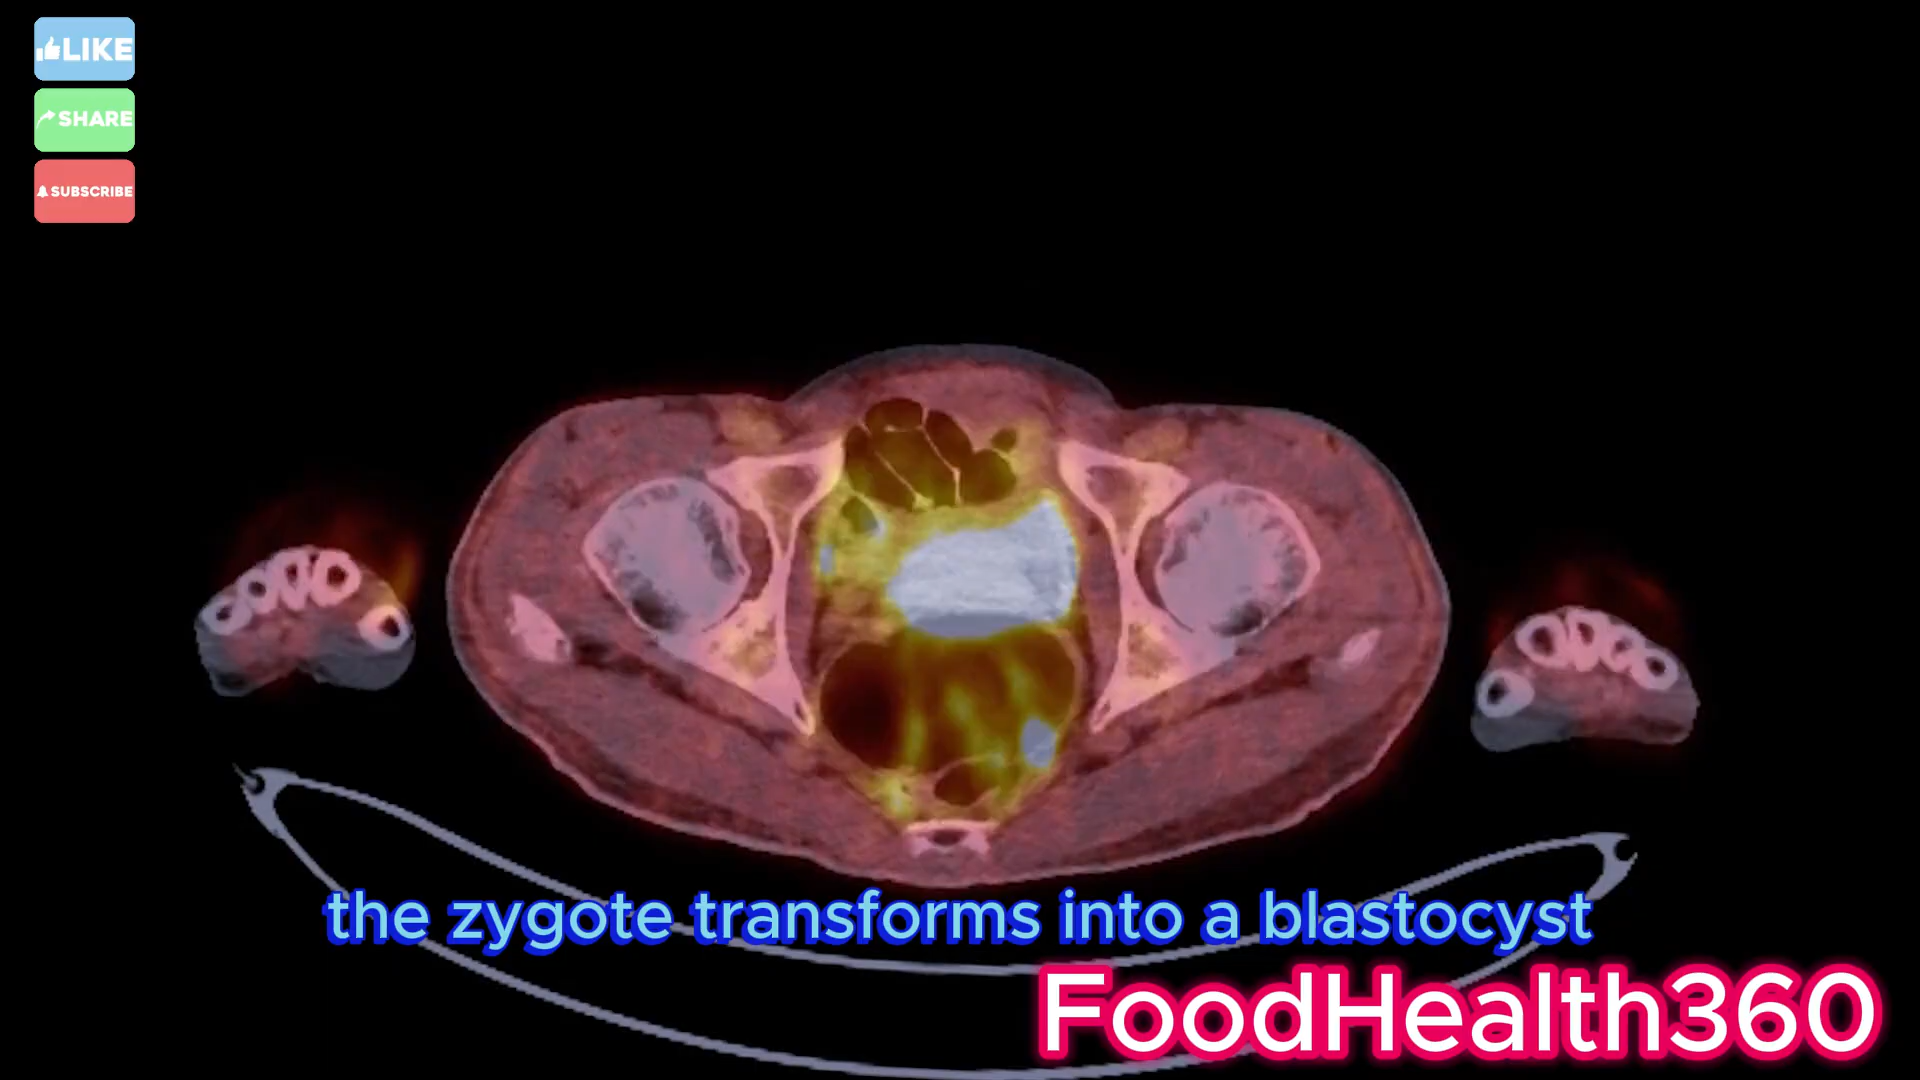 LIKE
SHARE
SUBSCRIBE
the zygote transforms into a blastocyst
FoodHealth360